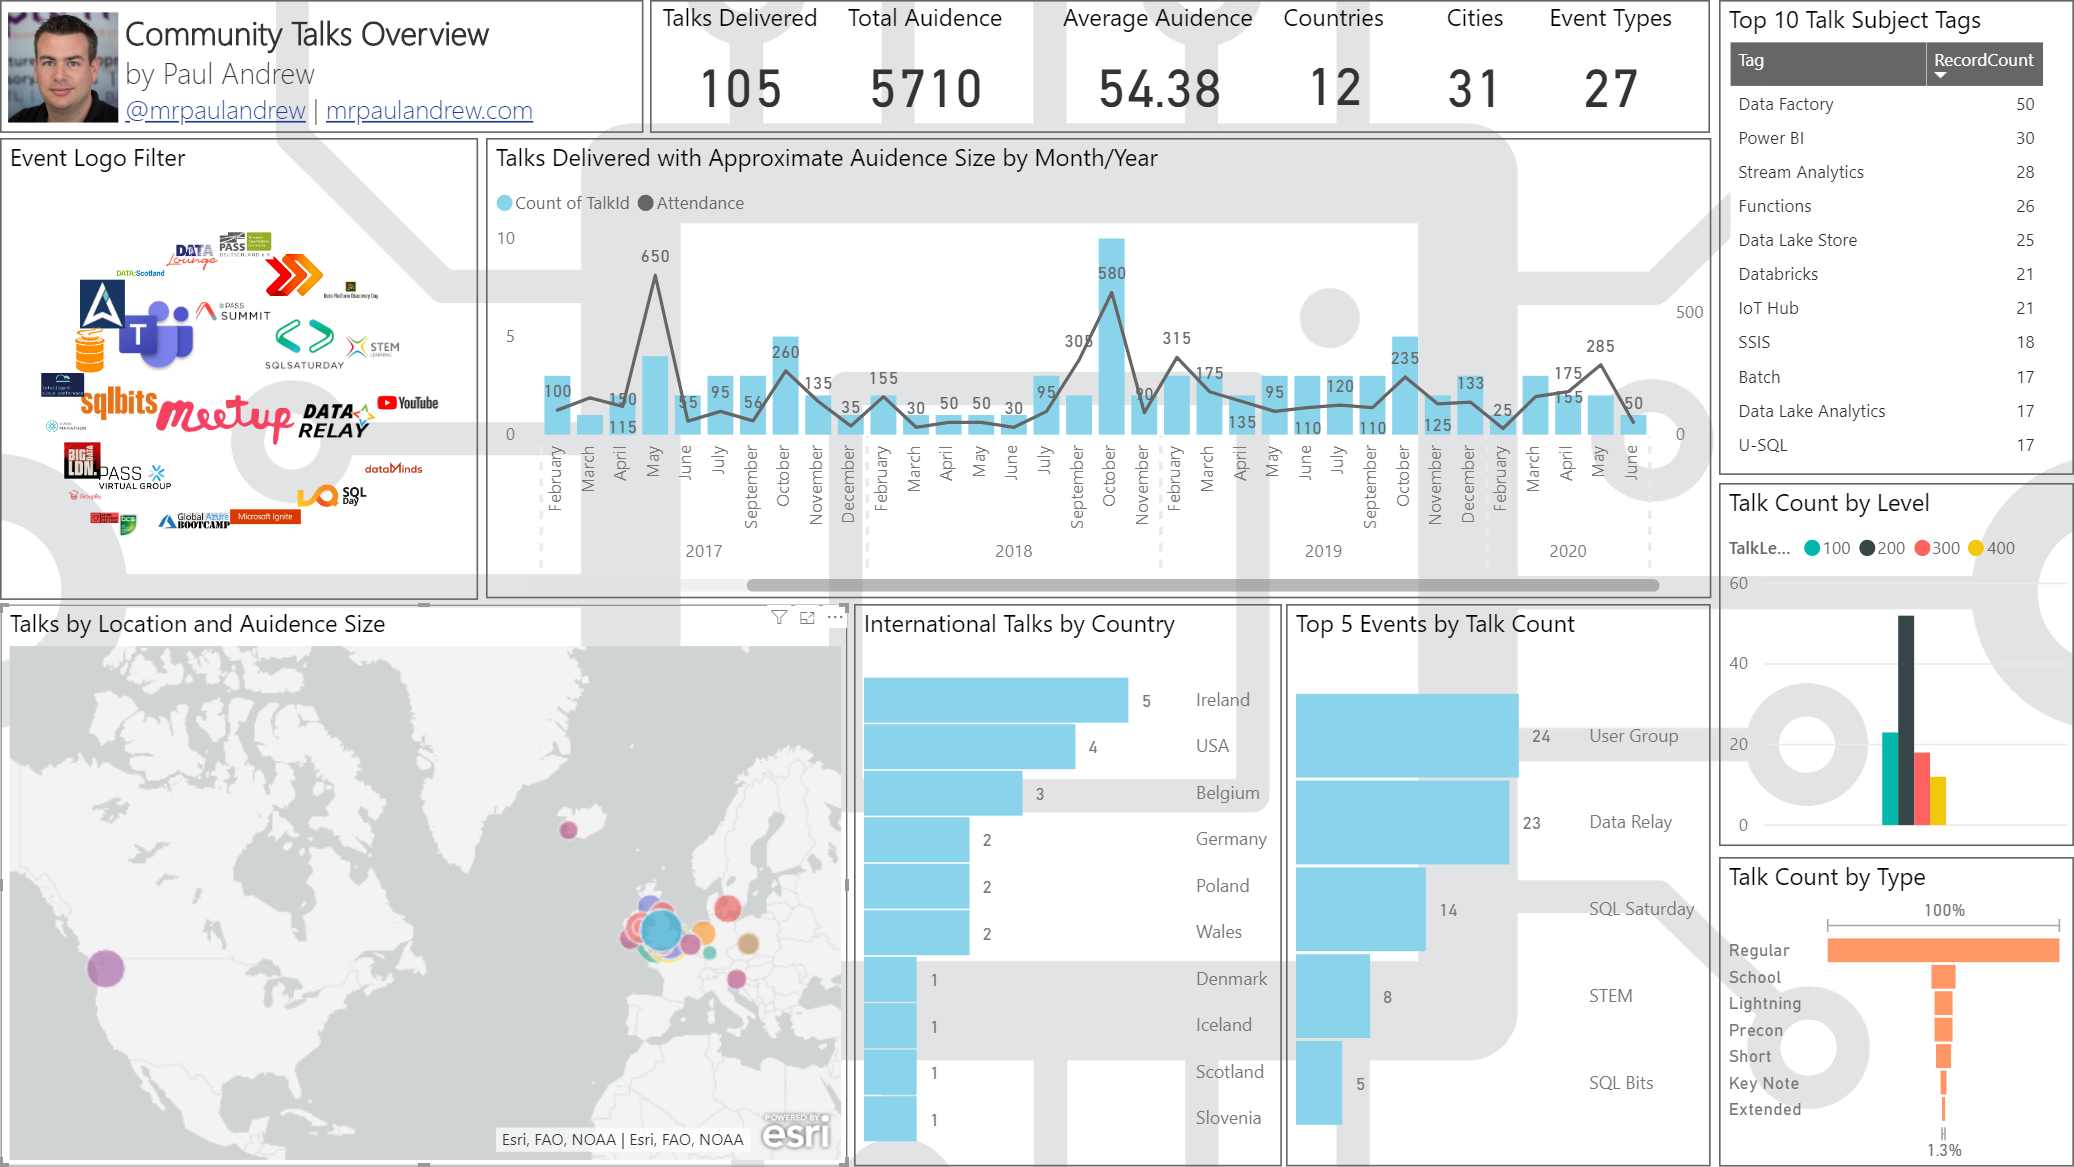 Community Talks Overview
by Paul Andrew
@mrpaulandrew | mrpaulandrew.com
Talks Delivered
105
Total Auidence
5710
Average Auidence
54.38
Countries
12
Cities
31
Event Types
27
Top 10 Talk Subject Tags
Tag RecordCount
Data Factory 50
Power BI 30
Stream Analytics 28
Functions 26
Data Lake Store 25
Databricks 21
IoT Hub 21
SSIS 18
Batch 17
Data Lake Analytics 17
U-SQL 17
Event Logo Filter
DATA Lounge
PASS
DEUTSCHLAND e.V.
DATA:Scotland
Data Platform Discovery Day
#PASS
SUMMIT
T
SQLSATURDAY
STEM
LEARNING
intelligent
cloud conference
sqlbits
Meetup
DATA
RELAY
YouTube
MARATHON
BIG
LDN
PASS
VIRTUAL GROUP
GroupBy
dataMinds
SQL
Day
Global Azure
BOOTCAMP
Microsoft Ignite
Talks Delivered with Approximate Auidence Size by Month/Year
Count of TalkId Attendance
10
5
0
500
0
100
150
115
650
55
95
56
260
135
35
155
30
50
50
30
95
305
580
80
315
175
135
95
110
120
110
235
125
133
25
175
155
285
50
February March April May June July September October November December February March April May June July September October November February March April May June July September October November December February March April May June
2017 2018 2019 2020
Talk Count by Level
TalkLe... 100 200 300 400
60
40
20
0
Talks by Location and Auidence Size
Esri, FAO, NOAA | Esri, FAO, NOAA
POWERED BY
esri
International Talks by Country
5 Ireland
4 USA
3 Belgium
2 Germany
2 Poland
2 Wales
1 Denmark
1 Iceland
1 Scotland
1 Slovenia
Top 5 Events by Talk Count
24 User Group
23 Data Relay
14 SQL Saturday
8 STEM
5 SQL Bits
Talk Count by Type
100%
Regular
School
Lightning
Precon
Short
Key Note
Extended
1.3%